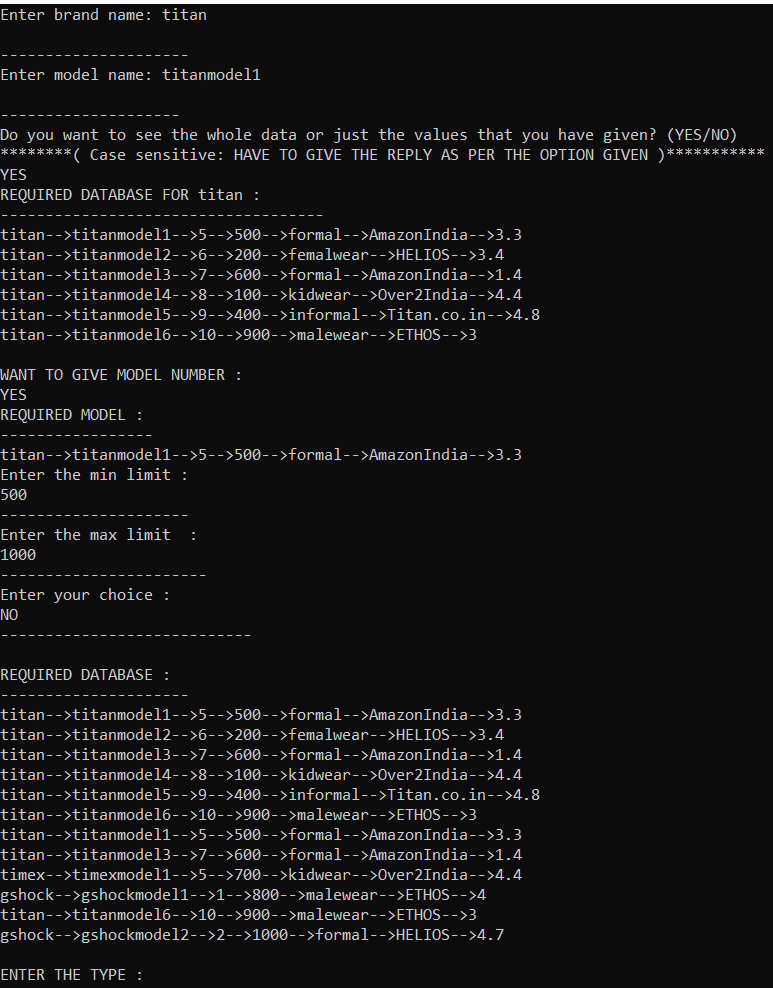 Enter brand name: titan
---------------------
Enter model name: titanmodel1
--------------------
Do you want to see the whole data or just the values that you have given? (YES/NO)
********( Case sensitive: HAVE TO GIVE THE REPLY AS PER THE OPTION GIVEN )***********
YES
REQUIRED DATABASE FOR titan :
------------------------------------
titan-->titanmodel1-->5-->500-->formal-->AmazonIndia-->3.3
titan-->titanmodel2-->6-->200-->femalwear-->HELIOS-->3.4
titan-->titanmodel3-->7-->600-->formal-->AmazonIndia-->1.4
titan-->titanmodel4-->8-->100-->kidwear-->Over2India-->4.4
titan-->titanmodel5-->9-->400-->informal-->Titan.co.in-->4.8
titan-->titanmodel6-->10-->900-->malewear-->ETHOS-->3
WANT TO GIVE MODEL NUMBER :
YES
REQUIRED MODEL :
-----------------
titan-->titanmodel1-->5-->500-->formal-->AmazonIndia-->3.3
Enter the min limit :
500
---------------------
Enter the max limit  :
1000
-----------------------
Enter your choice :
NO
----------------------------
REQUIRED DATABASE :
---------------------
titan-->titanmodel1-->5-->500-->formal-->AmazonIndia-->3.3
titan-->titanmodel2-->6-->200-->femalwear-->HELIOS-->3.4
titan-->titanmodel3-->7-->600-->formal-->AmazonIndia-->1.4
titan-->titanmodel4-->8-->100-->kidwear-->Over2India-->4.4
titan-->titanmodel5-->9-->400-->informal-->Titan.co.in-->4.8
titan-->titanmodel6-->10-->900-->malewear-->ETHOS-->3
titan-->titanmodel1-->5-->500-->formal-->AmazonIndia-->3.3
titan-->titanmodel3-->7-->600-->formal-->AmazonIndia-->1.4
timex-->timexmodel1-->5-->700-->kidwear-->Over2India-->4.4
gshock-->gshockmodel1-->1-->800-->malewear-->ETHOS-->4
titan-->titanmodel6-->10-->900-->malewear-->ETHOS-->3
gshock-->gshockmodel2-->2-->1000-->formal-->HELIOS-->4.7
ENTER THE TYPE :